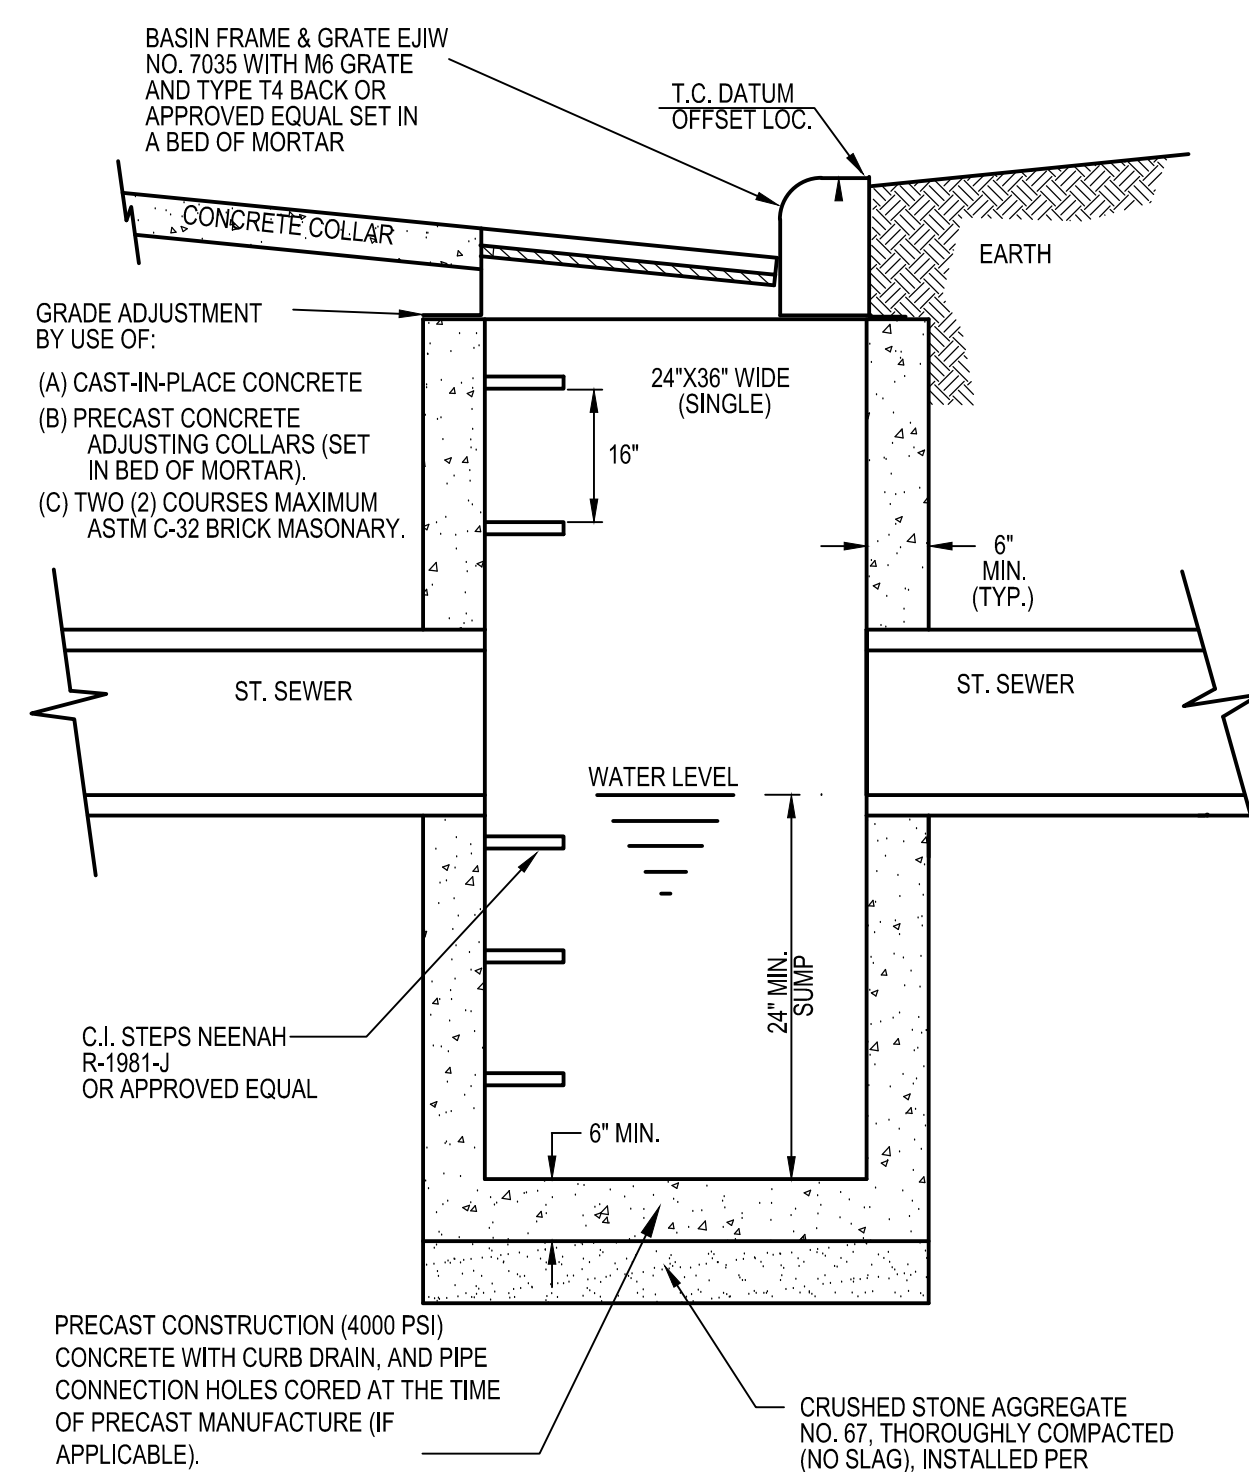 BASIN FRAME & GRATE EJIW
NO. 7035 WITH M6 GRATE
AND TYPE T4 BACK OR
APPROVED EQUAL SET IN
A BED OF MORTAR
T.C. DATUM
OFFSET LOC.
CONCRETE COLLAR
EARTH
GRADE ADJUSTMENT
BY USE OF:
(A) CAST-IN-PLACE CONCRETE
(B) PRECAST CONCRETE
ADJUSTING COLLARS (SET
IN BED OF MORTAR).
(C) TWO (2) COURSES MAXIMUM
ASTM C-32 BRICK MASONARY.
24"X36" WIDE
(SINGLE)
16"
6"
MIN.
(TYP.)
ST. SEWER
ST. SEWER
WATER LEVEL
24" MIN.
SUMP
C.I. STEPS NEENAH
R-1981-J
OR APPROVED EQUAL
6" MIN.
PRECAST CONSTRUCTION (4000 PSI)
CONCRETE WITH CURB DRAIN, AND PIPE
CONNECTION HOLES CORED AT THE TIME
OF PRECAST MANUFACTURE (IF
APPLICABLE).
CRUSHED STONE AGGREGATE
NO. 67, THOROUGHLY COMPACTED
(NO SLAG), INSTALLED PER